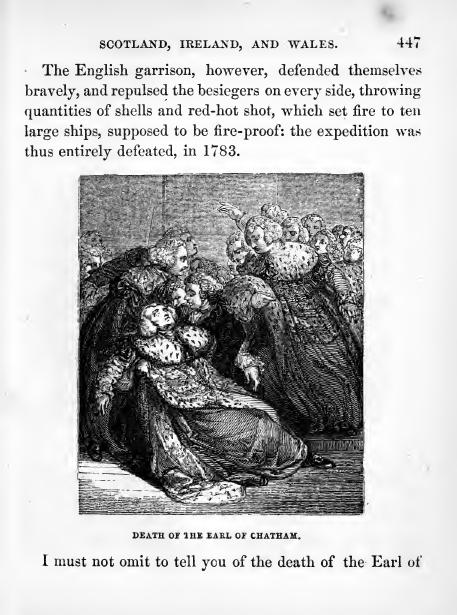 SCOTLAND, IRELAND, AND WALES. 447
The English garrison, however, defended themselves
bravely, and repulsed the besiegers on every side, throwing
quantities of shells and red-hot shot, which set fire to ten
large ships, supposed to be fire-proof: the expedition was
thus entirely defeated, in 1783.
DEATH OF THE EARL OF CHATHAM.
I must not omit to tell you of the death of the Earl of